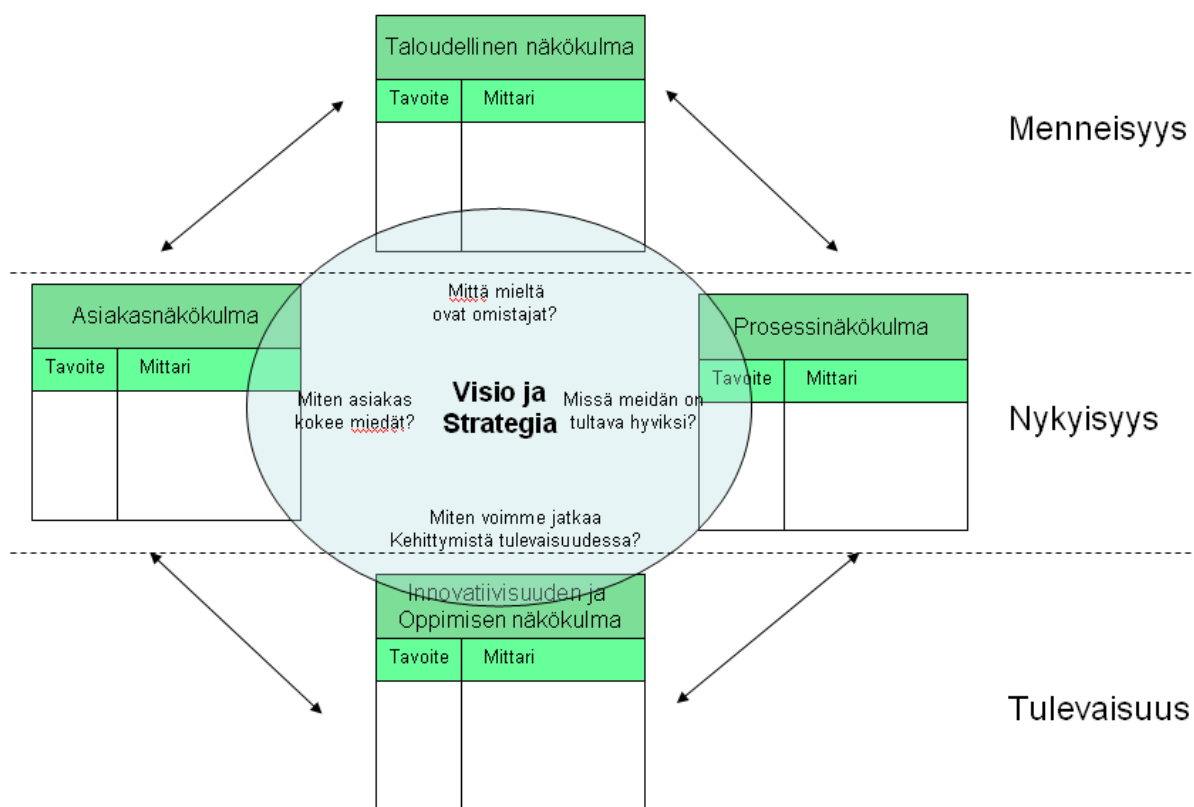 Taloudellinen näkökulma
Tavoite Mittari
Menneisyys
Mittä mieltä
ovat omistajat?
Asiakasnäkökulma
Tavoite Mittari
Miten asiakas
kokee miedät?
Visio ja
Strategia
Missä meidän on
tultava hyviksi?
Prosessinäkökulma
Tavoite Mittari
Nykyisyys
Miten voimme jatkaa
Kehittymistä tulevaisuudessa?
Innovatiivisuuden ja
Oppimisen näkökulma
Tavoite Mittari
Tulevaisuus